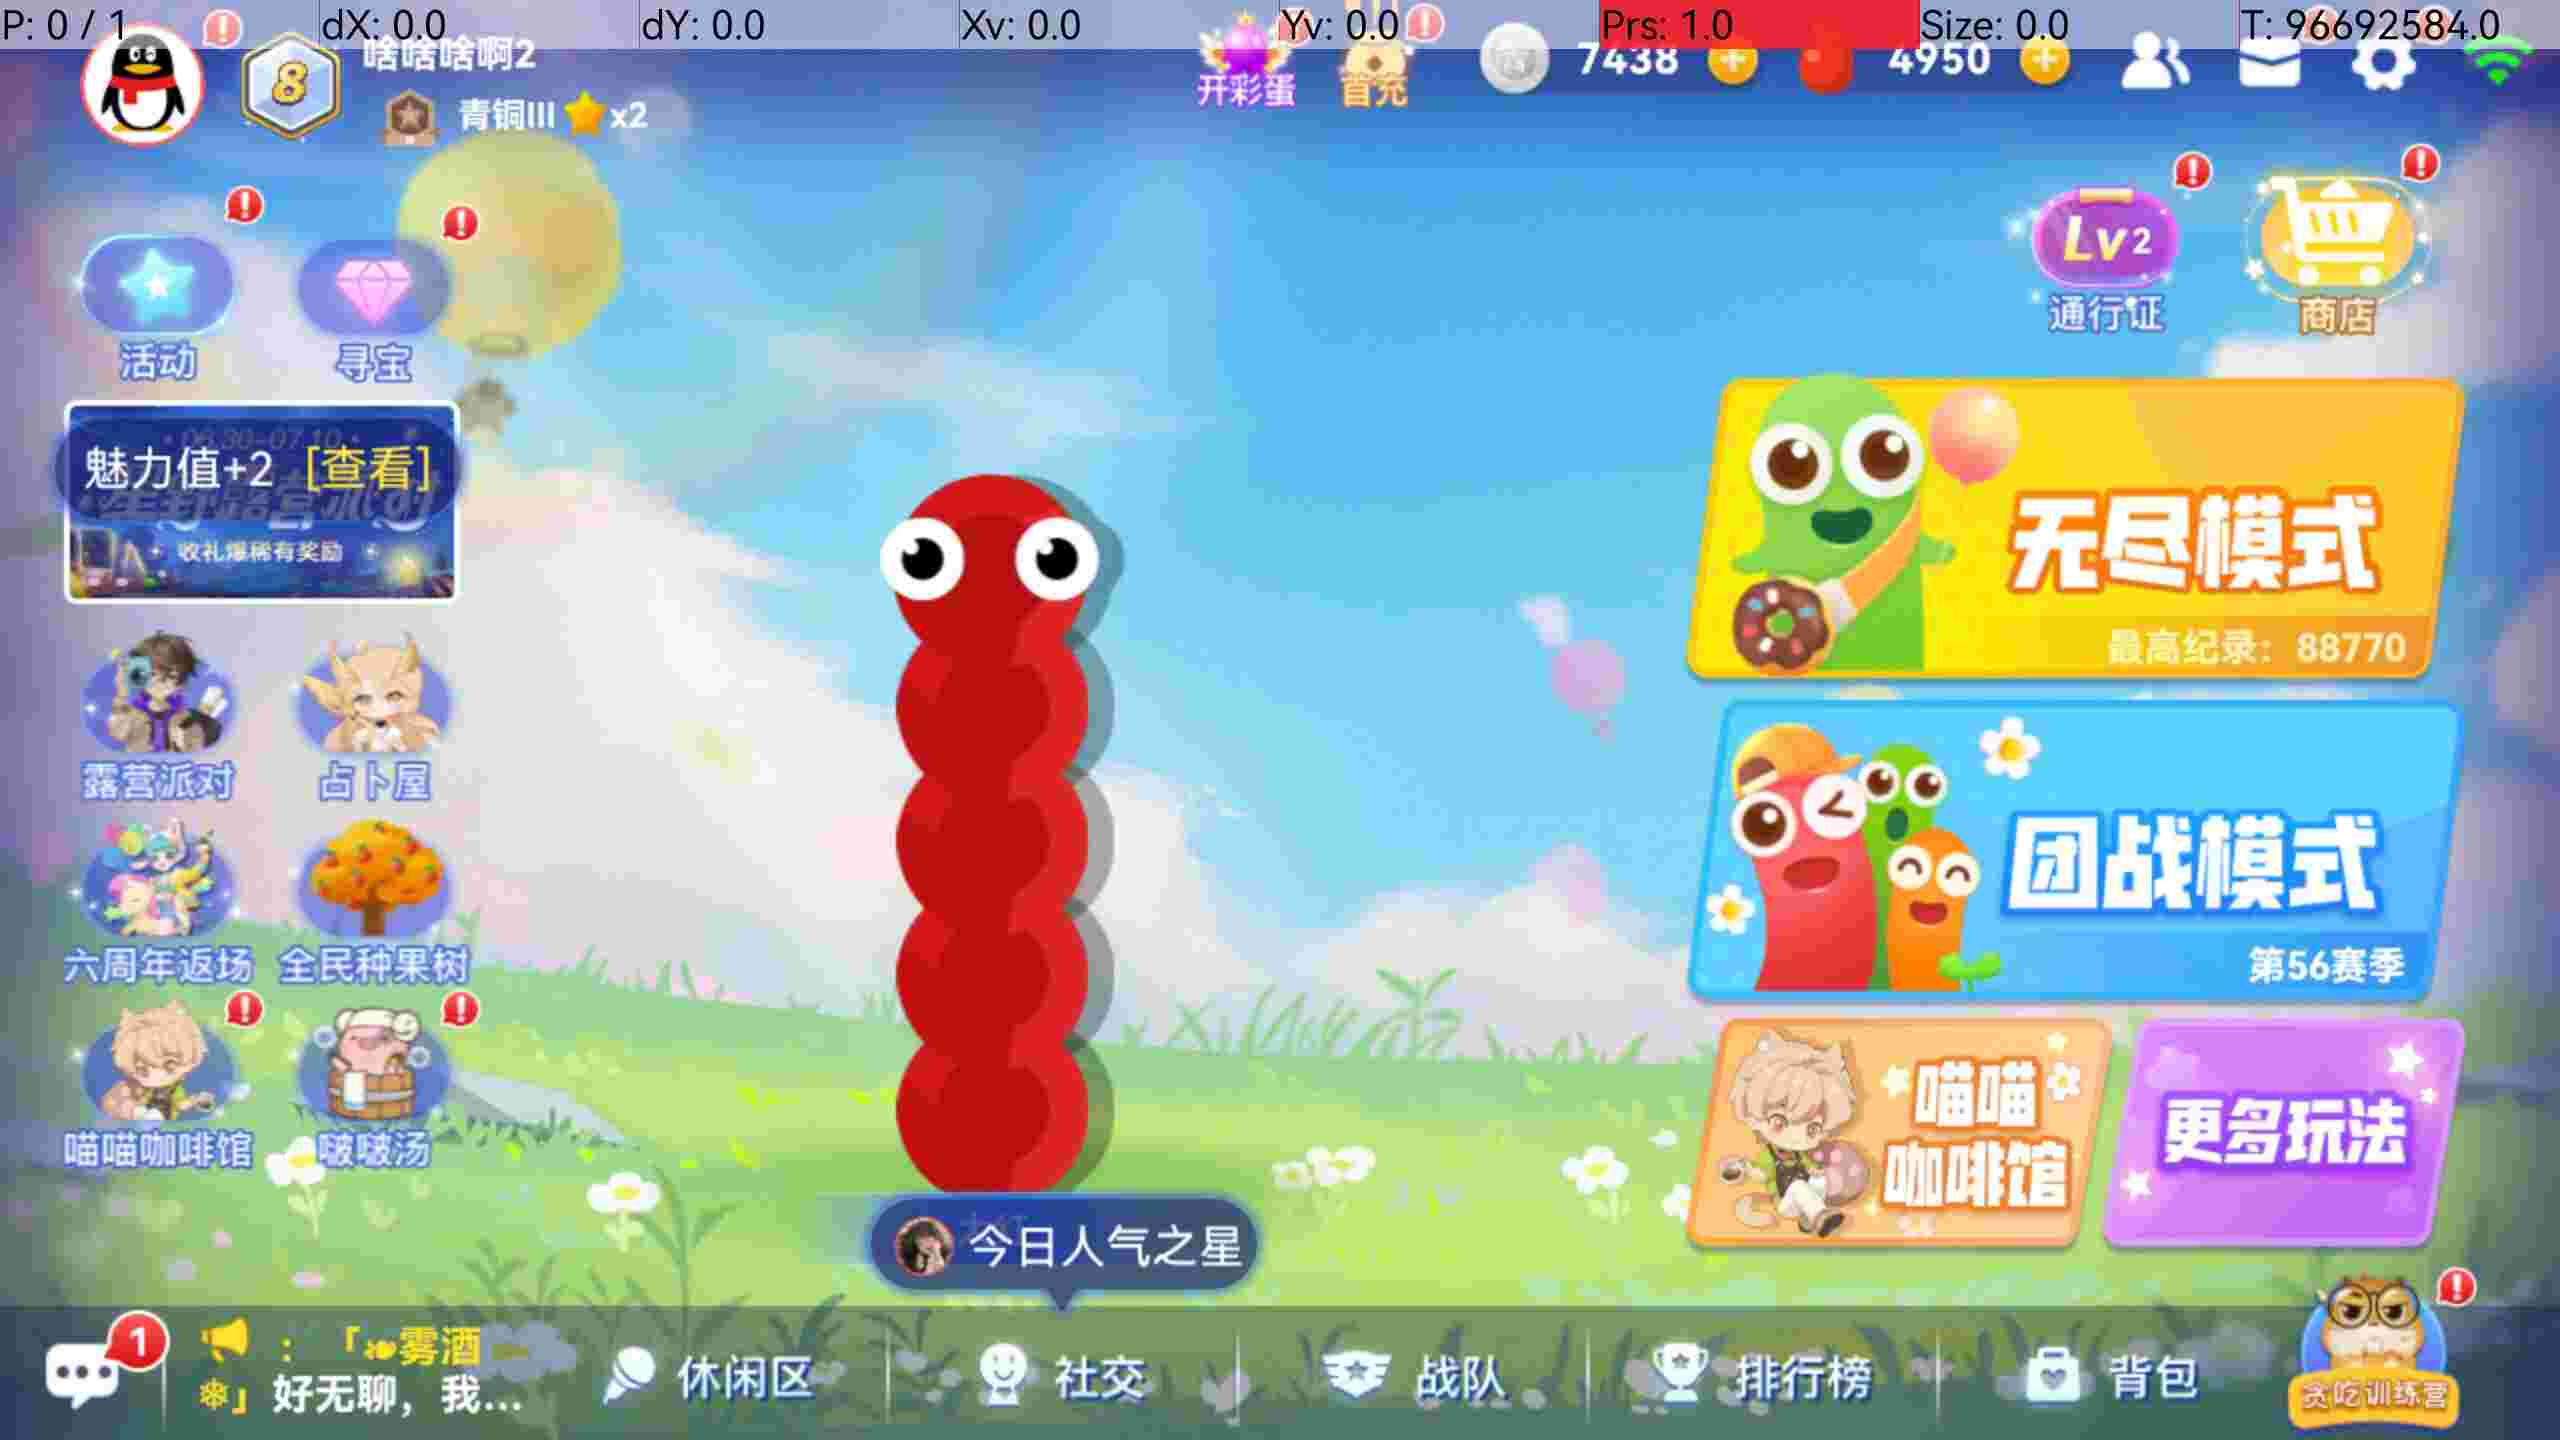 P: 0 / 1
dX: 0.0
dY: 0.0
Xv: 0.0
Yv: 0.0
Prs: 1.0
Size: 0.0
T: 96692584.0
8
啥啥啥啊2
青铜III
x2
开彩蛋
首充
7438
4950
Lv2
通行证
商店
活动
寻宝
06.30-07.10
魅力值+2 [查看]
收礼爆稀有奖励
露营派对
占卜屋
六周年返场
全民种果树
喵喵咖啡馆
啵啵汤
无尽模式
最高纪录：88770
团战模式
第56赛季
喵喵
咖啡馆
更多玩法
今日人气之星
1
：「雾酒
」好无聊，我...
休闲区
社交
战队
排行榜
背包
贪吃训练营